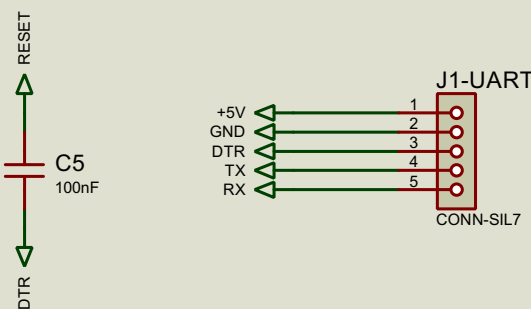 RESET
C5
100nF
DTR
J1-UART
+5V
1
GND
2
DTR
3
TX
4
RX
5
CONN-SIL7